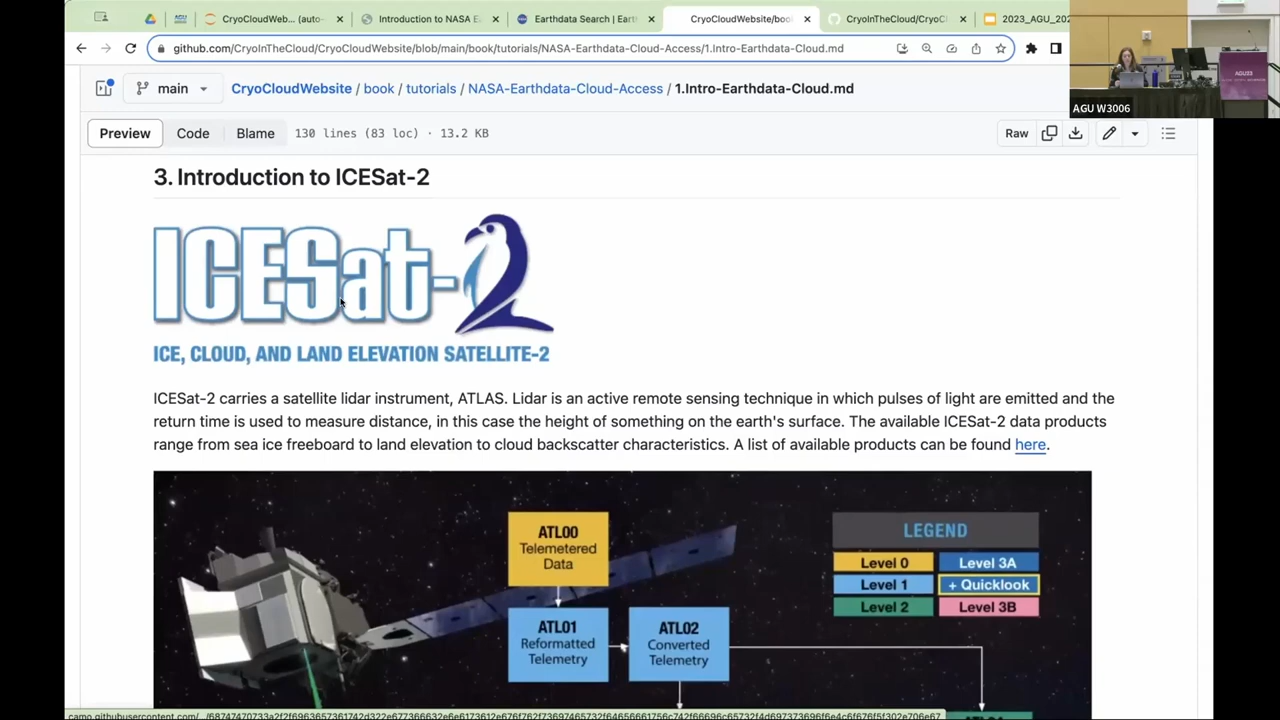 CryoCloudWeb... (auto-
Introduction to NASA E
Earthdata Search | Eart
CryoCloudWebsite/boo
CryoInTheCloud/CryoCl
2023_AGU_202
github.com/CryoInTheCloud/CryoCloudWebsite/blob/main/book/tutorials/NASA-Earthdata-Cloud-Access/1.Intro-Earthdata-Cloud.md
AGU W3006
main
CryoCloudWebsite / book / tutorials / NASA-Earthdata-Cloud-Access / 1.Intro-Earthdata-Cloud.md
Preview Code Blame 130 lines (83 loc) · 13.2 KB Raw
3. Introduction to ICESat-2
ICESat-2
ICE, CLOUD, AND LAND ELEVATION SATELLITE-2
ICESat-2 carries a satellite lidar instrument, ATLAS. Lidar is an active remote sensing technique in which pulses of light are emitted and the
return time is used to measure distance, in this case the height of something on the earth's surface. The available ICESat-2 data products
range from sea ice freeboard to land elevation to cloud backscatter characteristics. A list of available products can be found here.
ATL00
Telemetered
Data
LEGEND
Level 0 Level 3A
Level 1 + Quicklook
Level 2 Level 3B
ATL01
Reformatted
Telemetry
ATL02
Converted
Telemetry